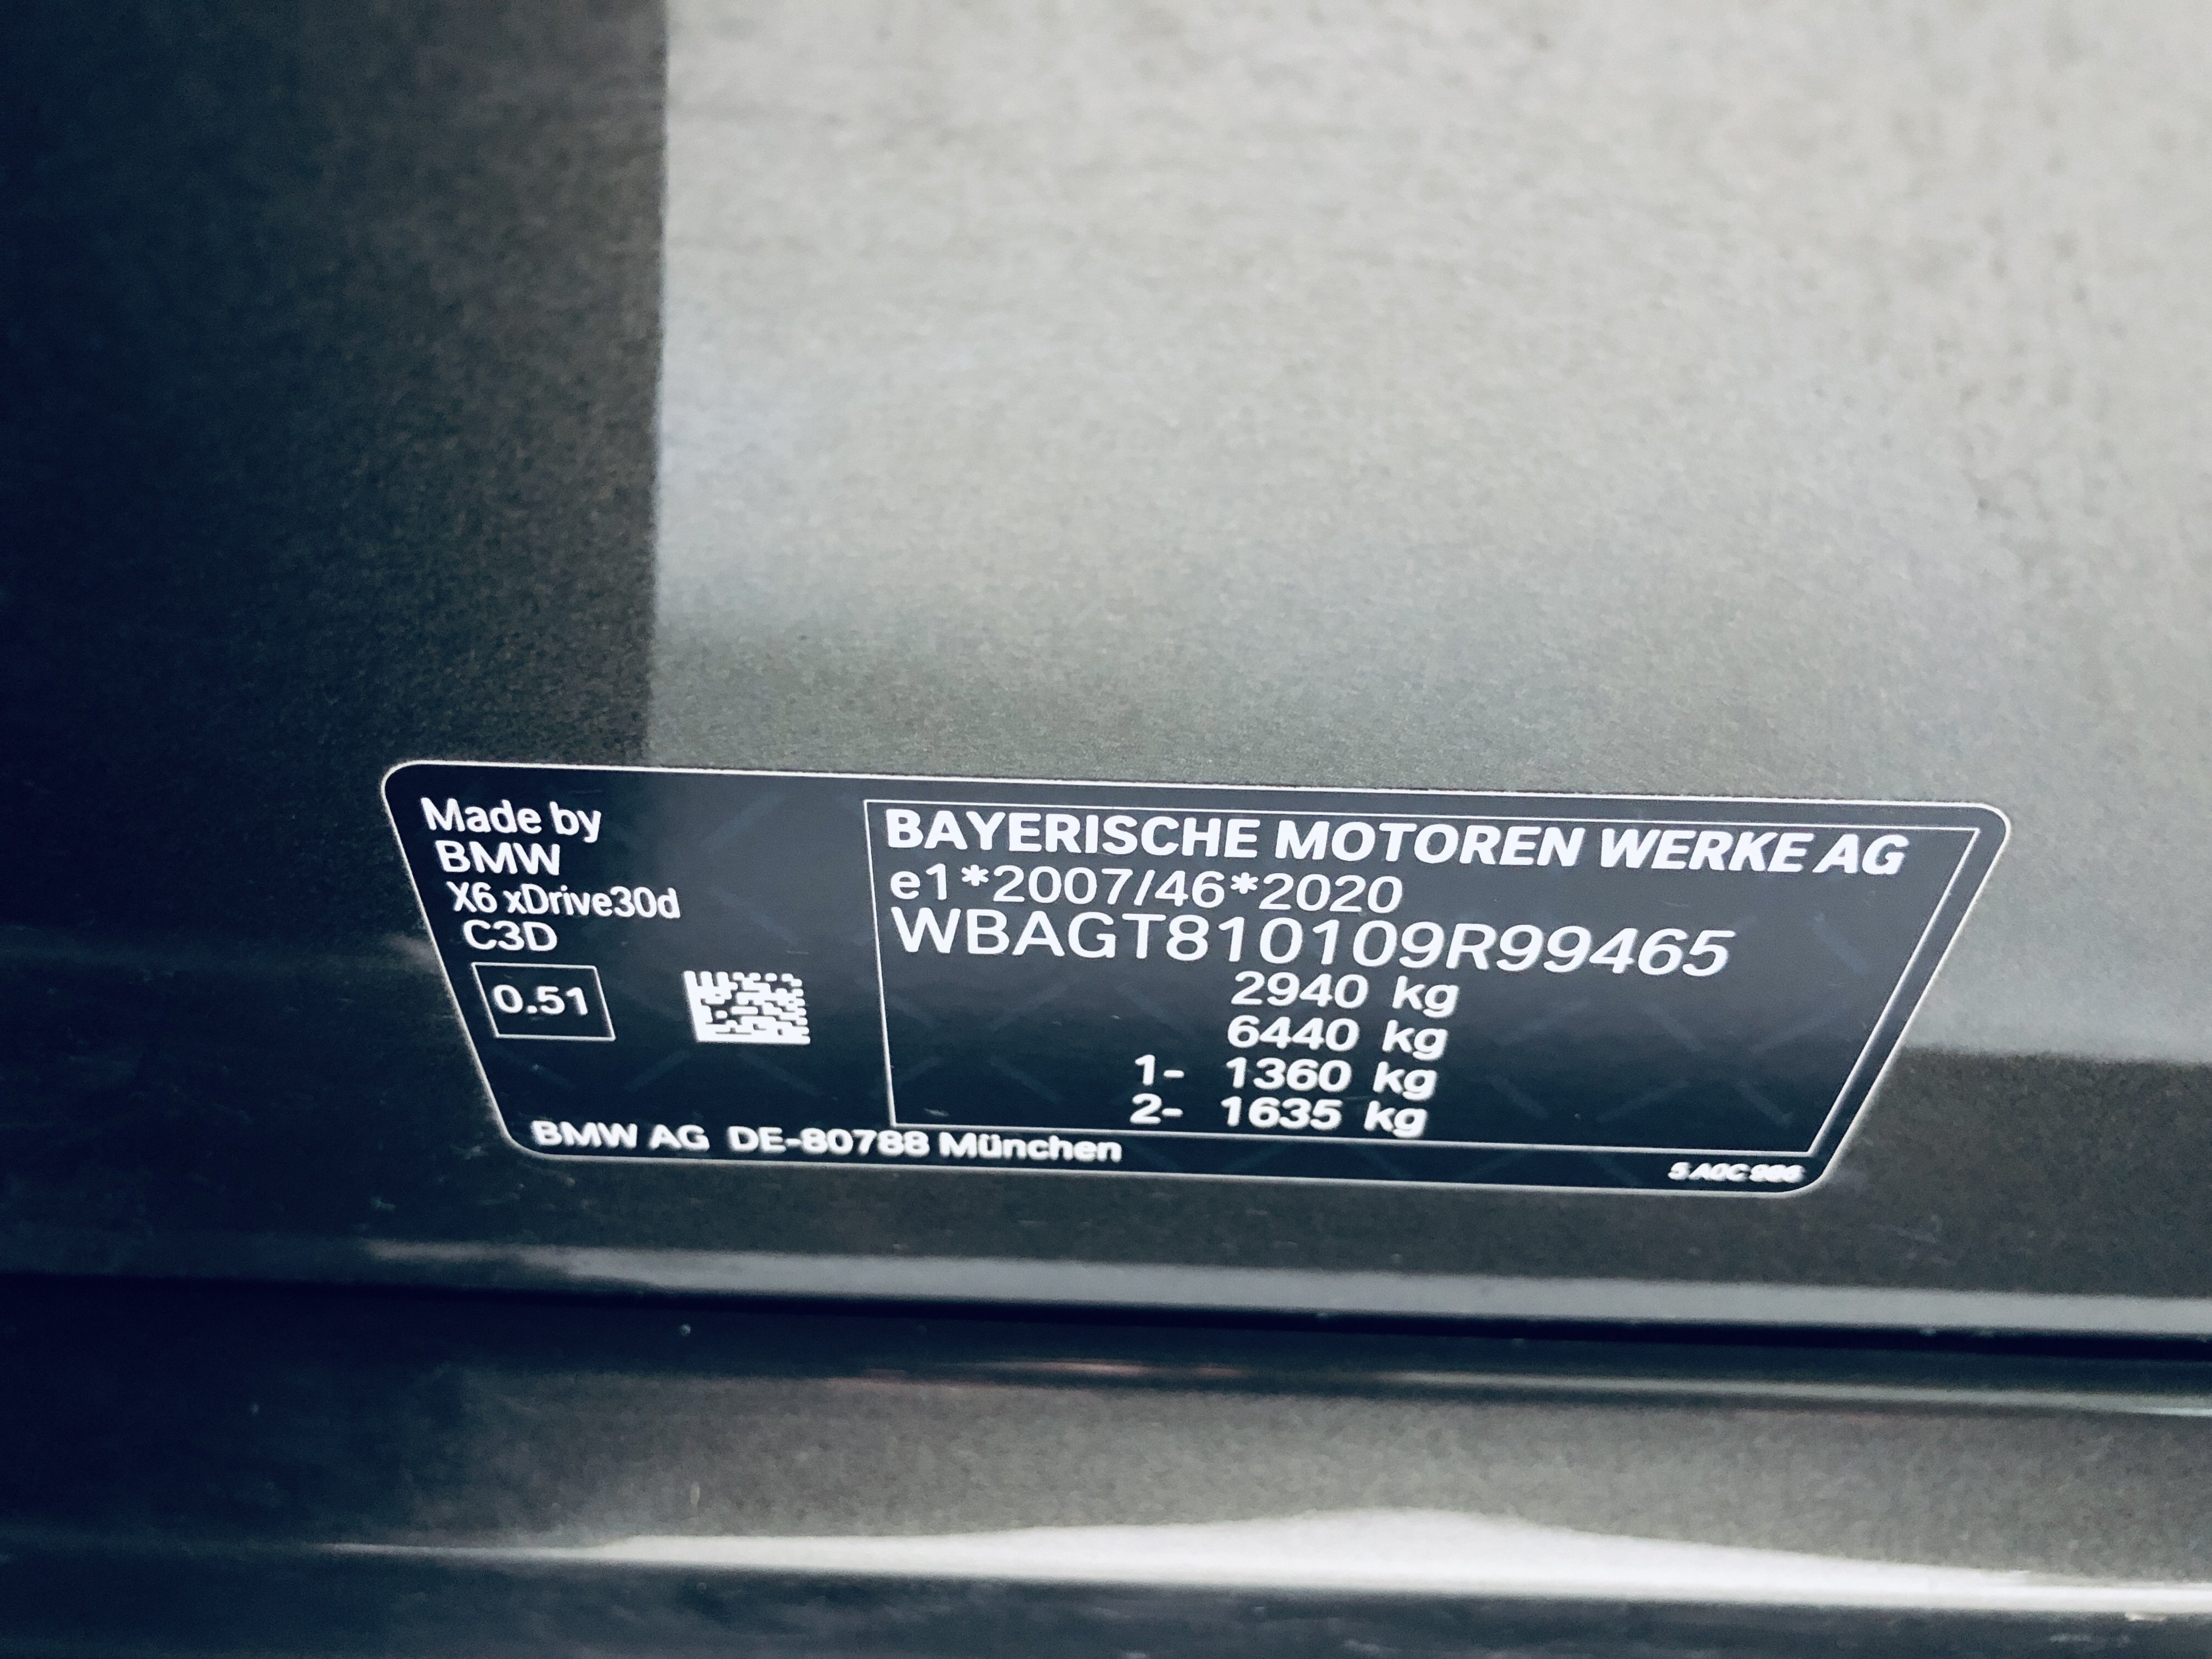 Made by
BMW
X6 xDrive30d
C3D
0.51
BAYERISCHE MOTOREN WERKE AG
e1*2007/46*2020
WBAGT810109R99465
2940 kg
6440 kg
1- 1360 kg
2- 1635 kg
BMW AG DE-80788 München